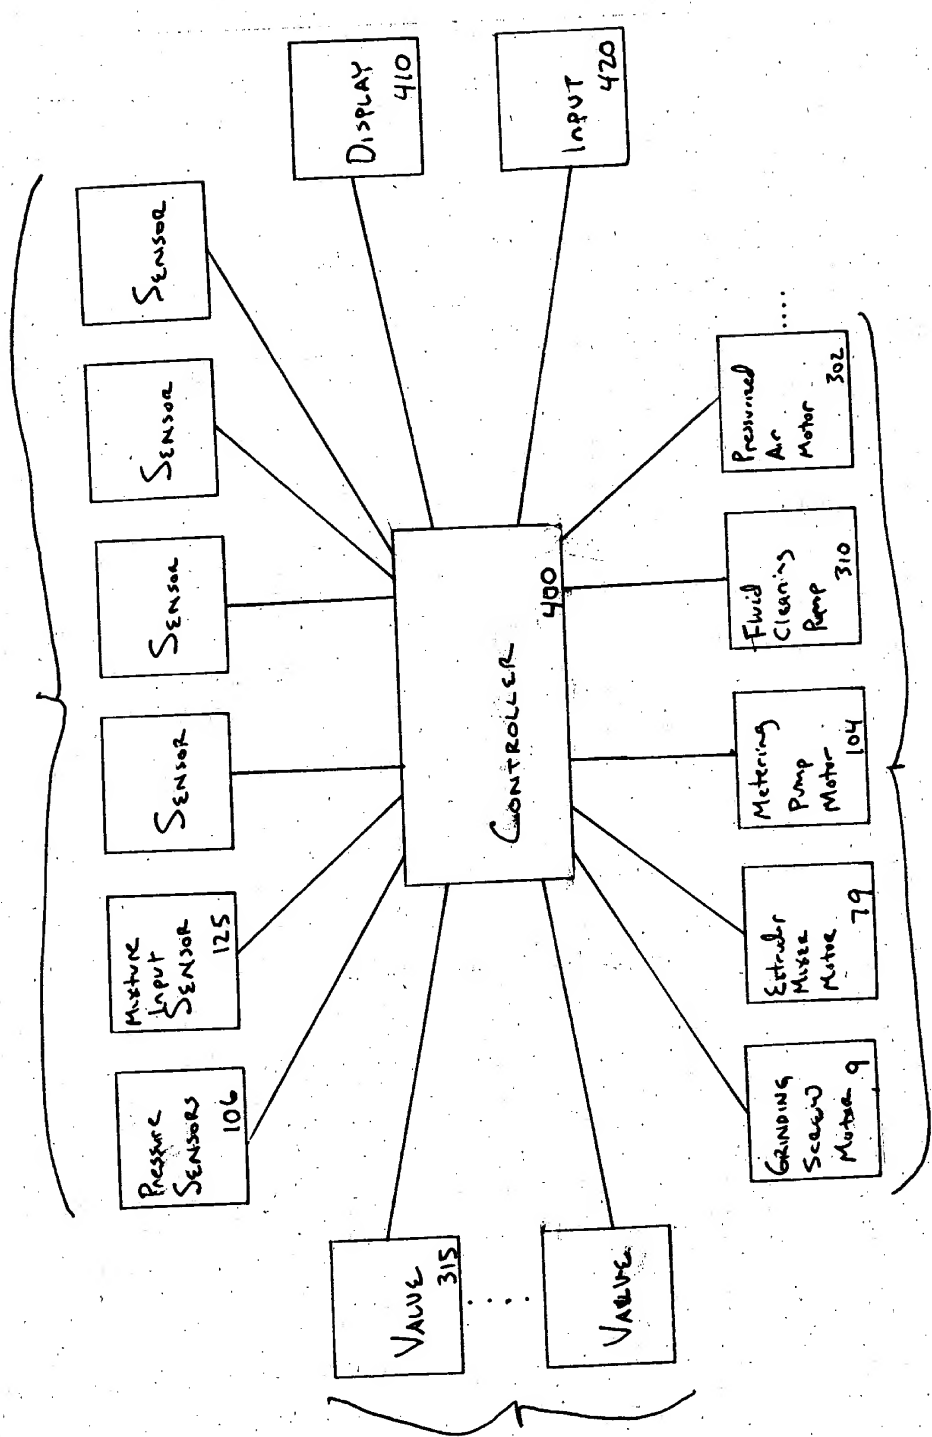 Pressure
SENSORS
106
Mixture
Input
SENSOR
125
SENSOR
SENSOR
SENSOR
SENSOR
VALVE
315
....
VALVE
CONTROLLER
400
DISPLAY
410
INPUT
420
GRINDING
SCREW
Motor 9
Extruder
Mixer
Motor 79
Metering
Pump
Motor
104
Fluid
Cleaning
Pump
310
Pressurized
Air
Motor
302
....